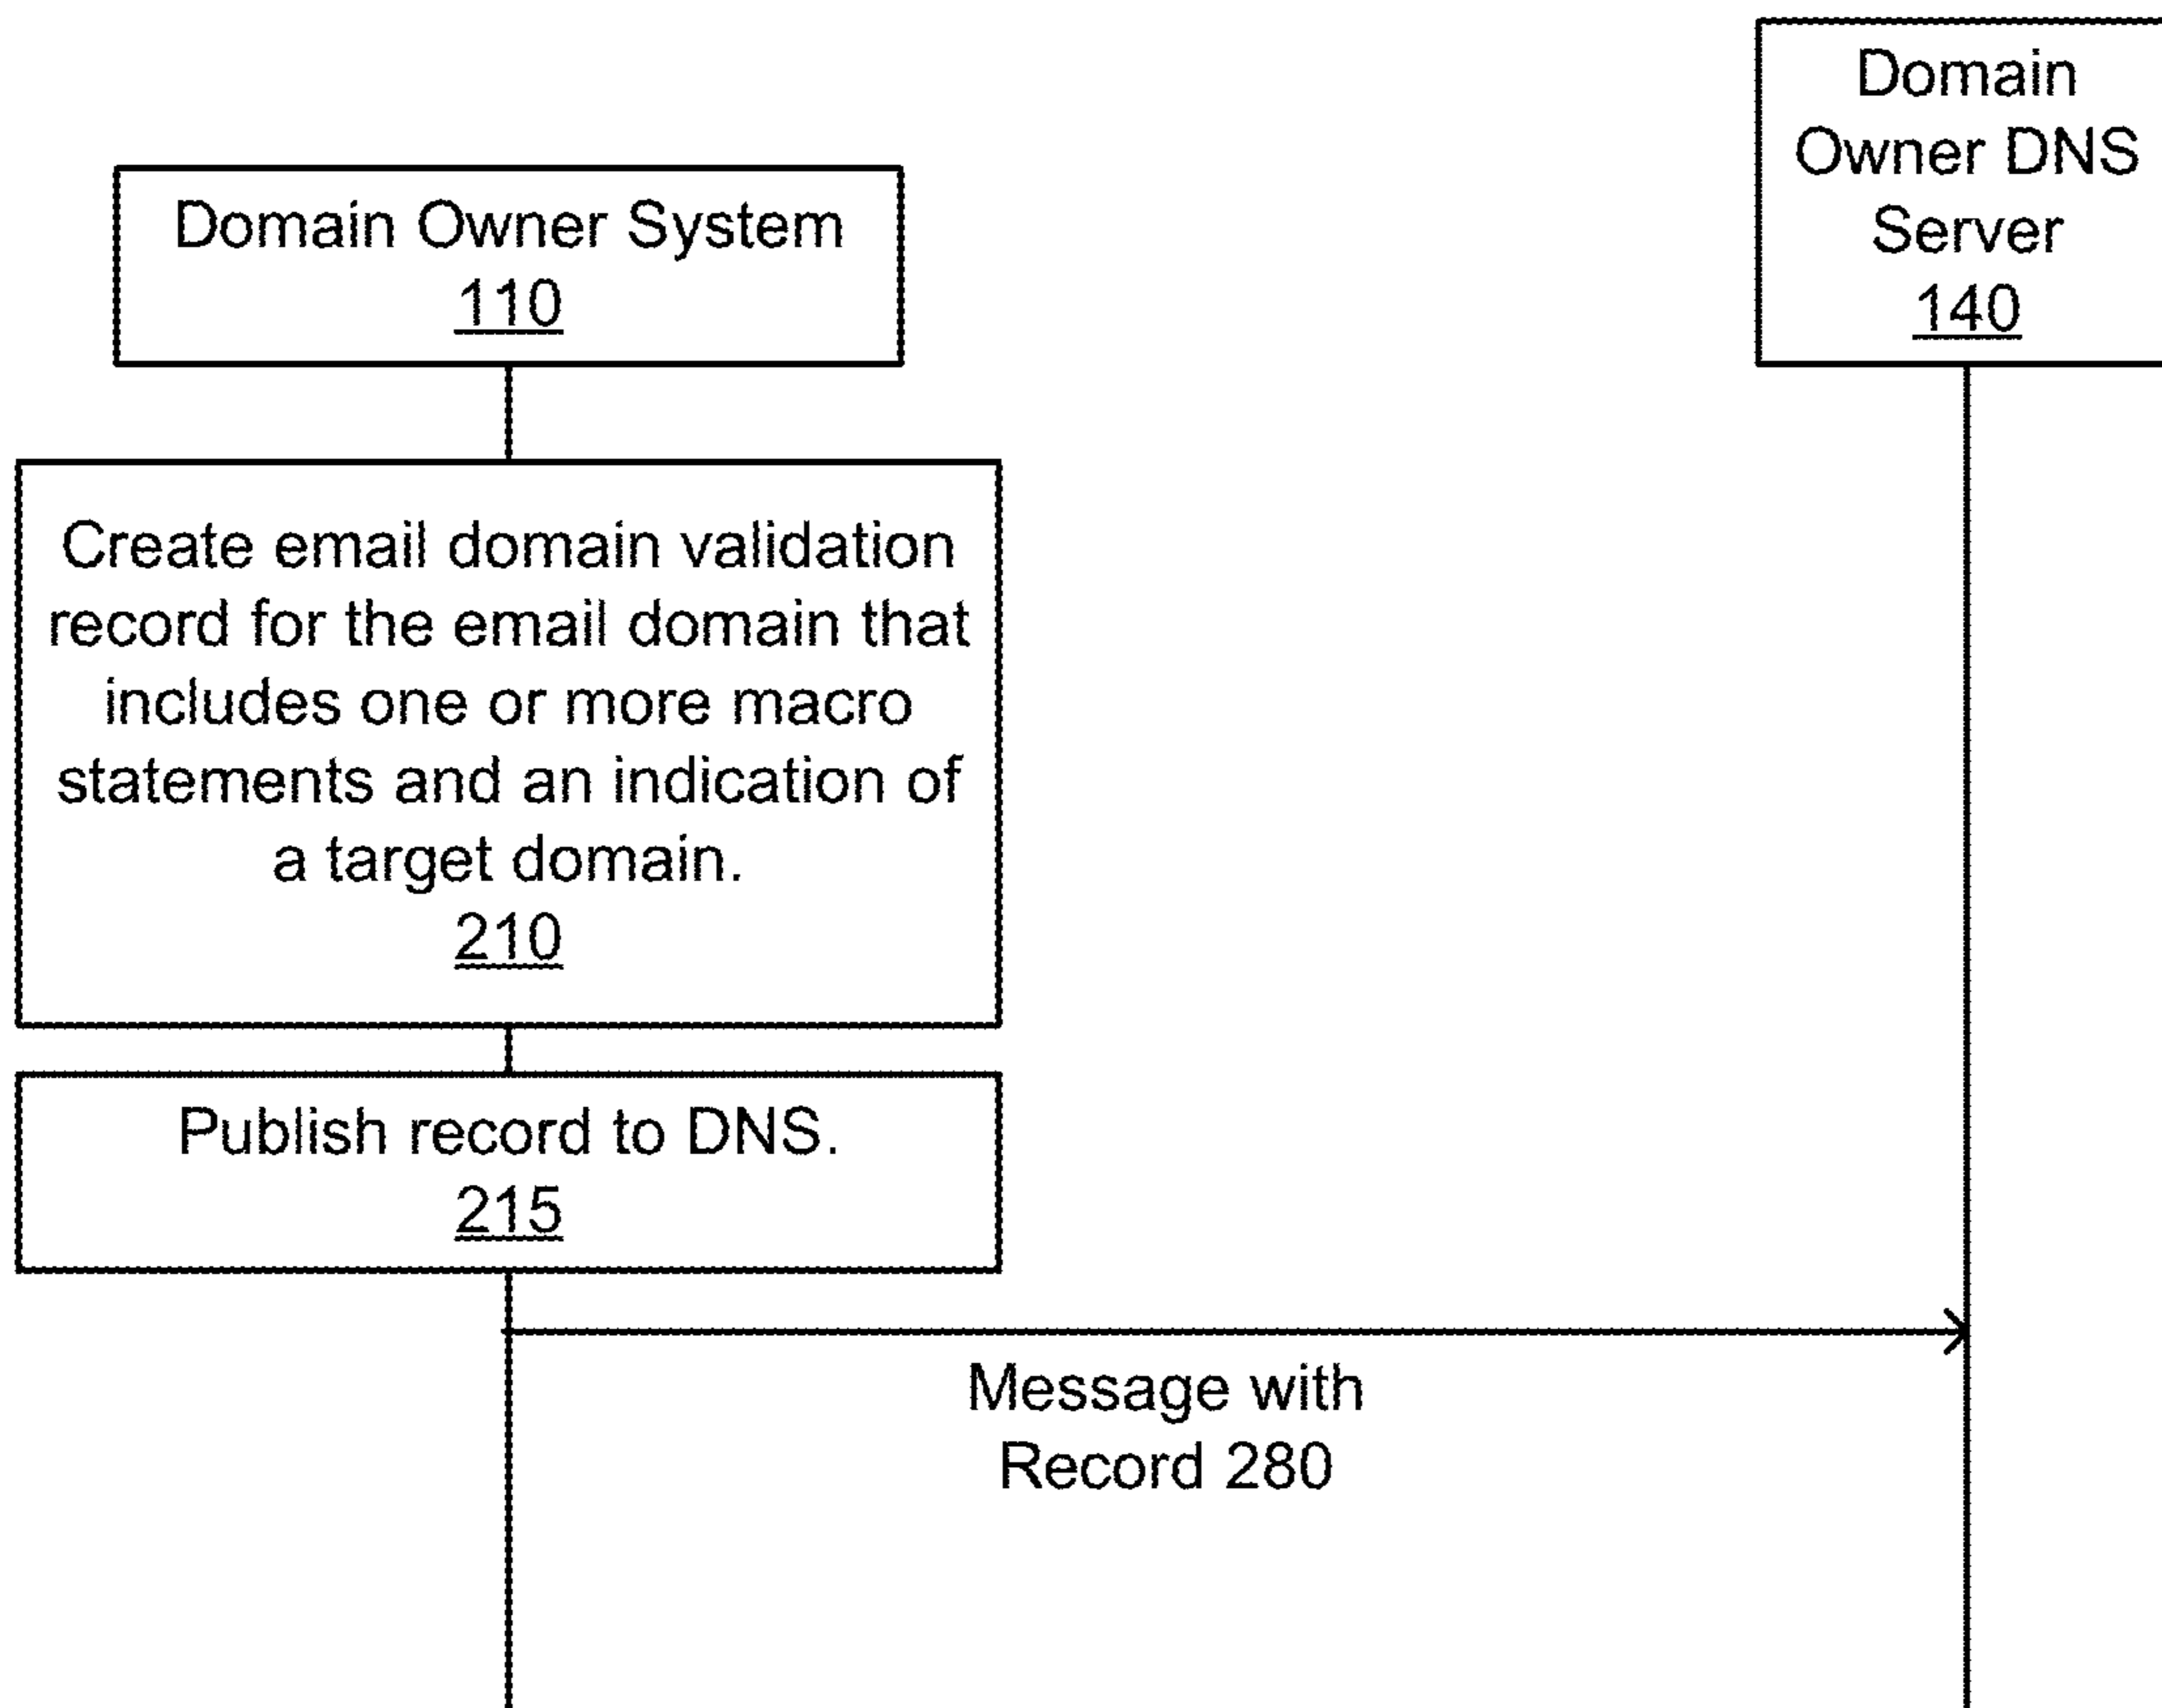 Domain Owner System
110
Domain
Owner DNS
Server
140
Create email domain validation
record for the email domain that
includes one or more macro
statements and an indication of
a target domain.
210
Publish record to DNS.
215
Message with
Record 280